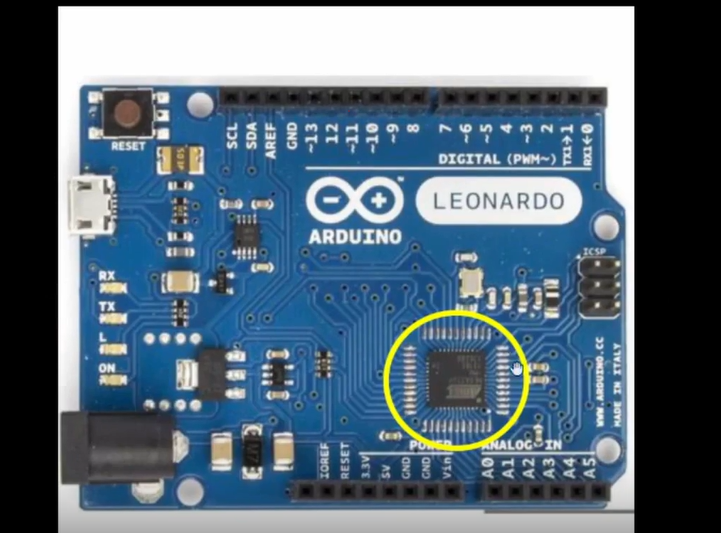 RESET
SCL
SDA
AREF
GND
~13
12
~11
~10
~9
8
7
~6
~5
4
~3
2
TX1→1
RX1←0
DIGITAL (PWM~)
LEONARDO
ARDUINO
ICSP
RX
TX
L
ON
WWW.ARDUINO.CC
MADE IN ITALY
POWER
ANALOG IN
IOREF
RESET
3.3V
5V
GND
GND
Vin
A0
A1
A2
A3
A4
A5